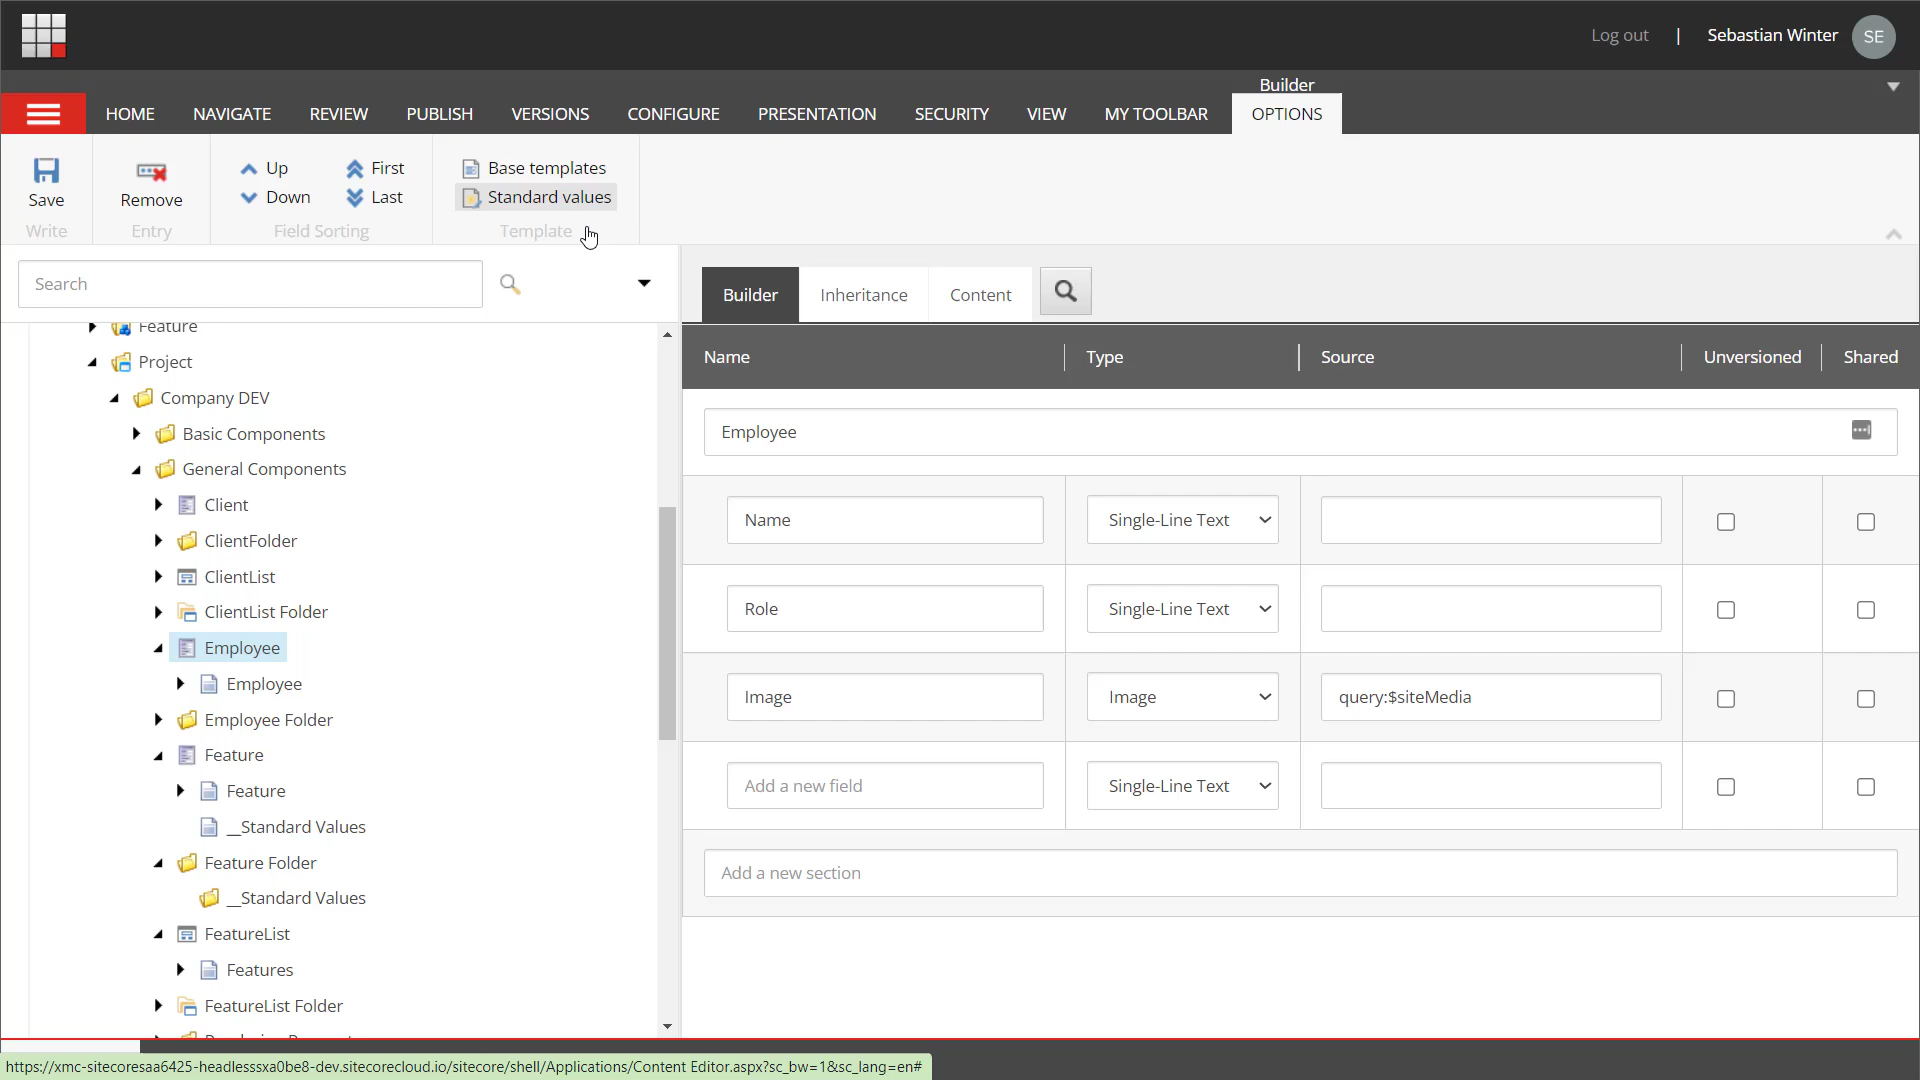 Log out | Sebastian Winter SE
Builder
HOME NAVIGATE REVIEW PUBLISH VERSIONS CONFIGURE PRESENTATION SECURITY VIEW MY TOOLBAR OPTIONS
Up First Base templates
Save Remove Down Last Standard values
Write Entry Field Sorting Template
Search
Builder Inheritance Content
Feature
Project
Company DEV
Basic Components
General Components
Client
ClientFolder
ClientList
ClientList Folder
Employee
Employee
Employee Folder
Feature
Feature
__Standard Values
Feature Folder
__Standard Values
FeatureList
Features
FeatureList Folder
Name Type Source Unversioned Shared
Employee
Name Single-Line Text
Role Single-Line Text
Image Image query:$siteMedia
Add a new field Single-Line Text
Add a new section
https://xmc-sitecoresaa6425-headlesssxa0be8-dev.sitecorecloud.io/sitecore/shell/Applications/Content Editor.aspx?sc_bw=1&sc_lang=en#